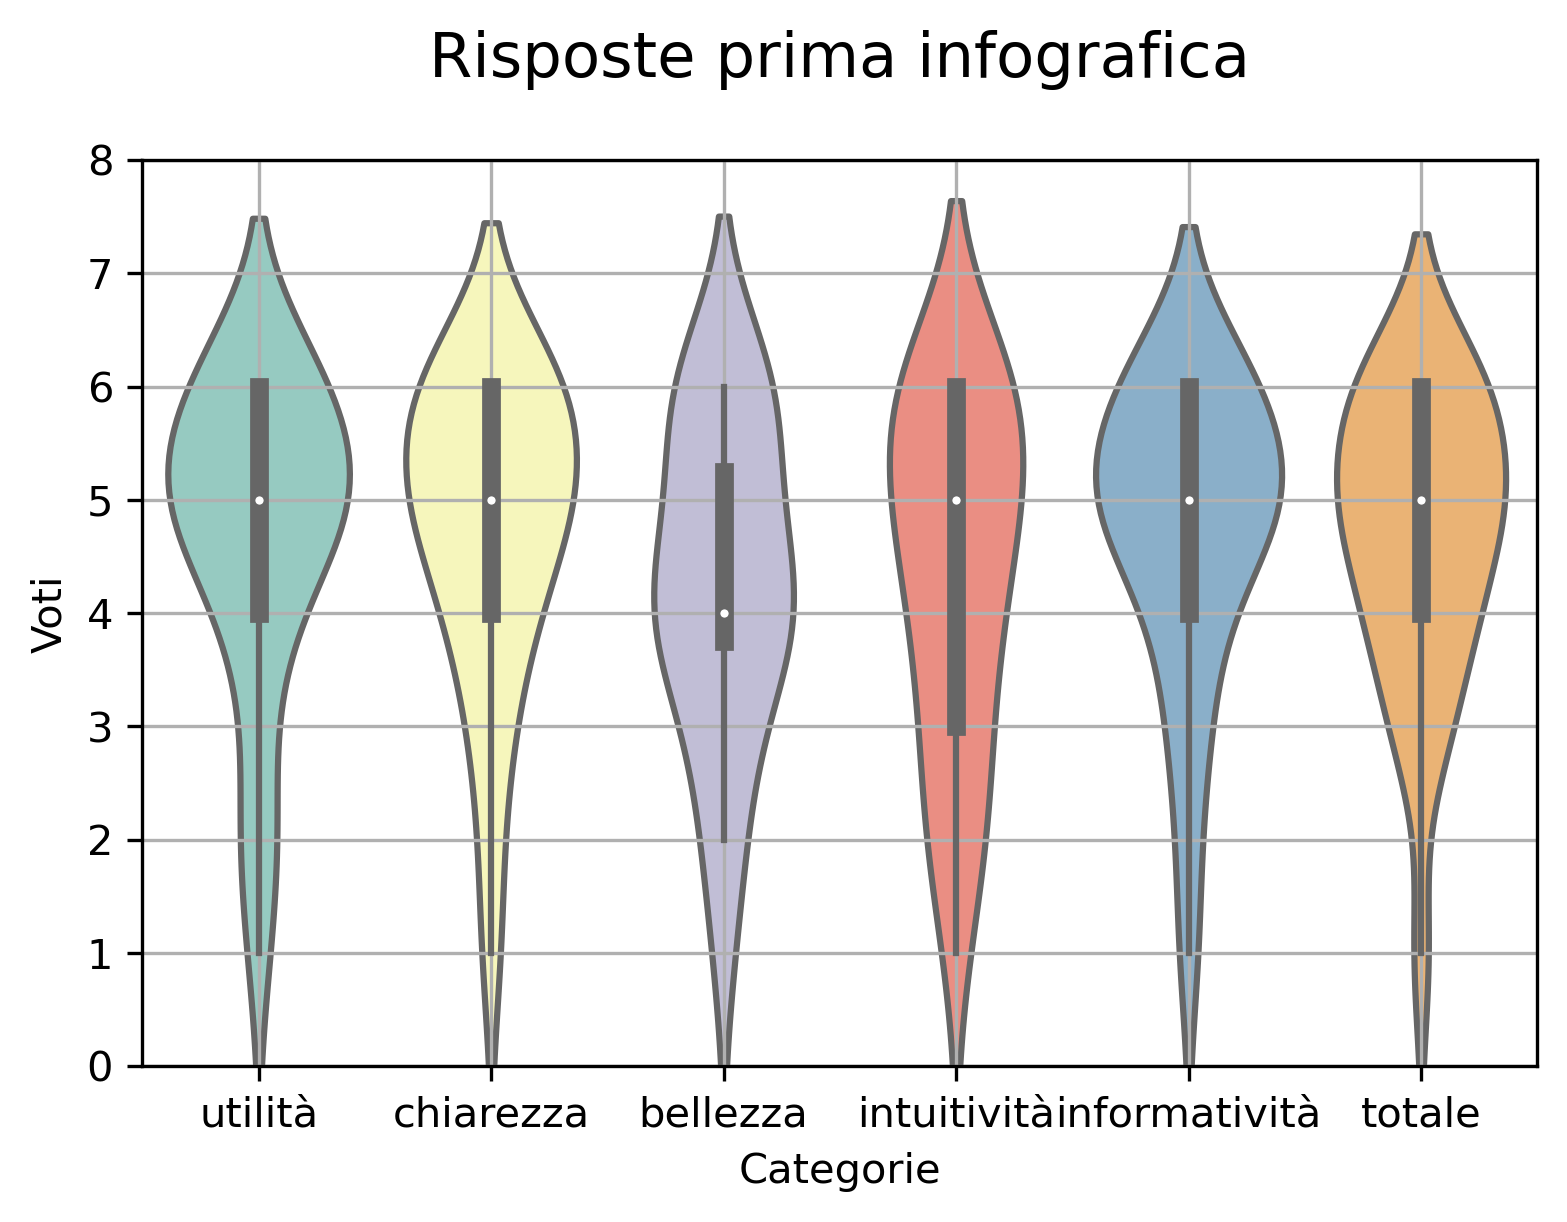 Risposte prima infografica
8
7
6
5
4
3
2
1
0
Voti
utilità chiarezza bellezza intuitività informatività totale
Categorie